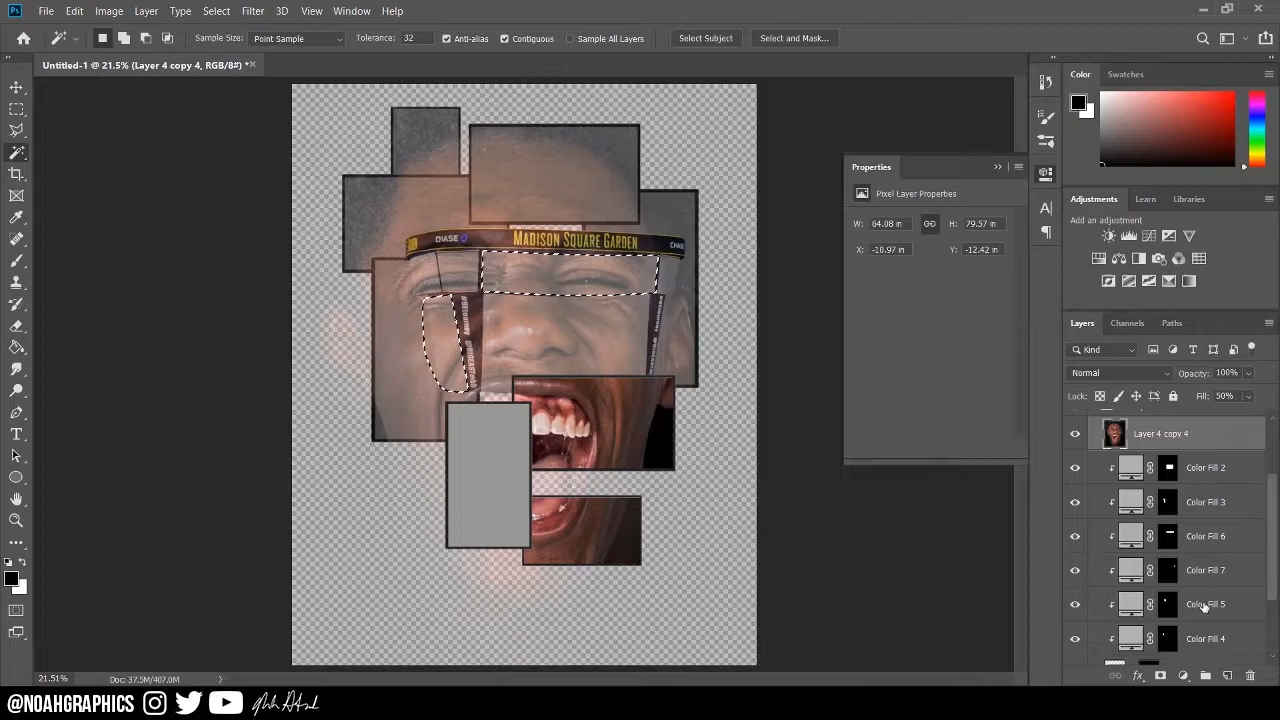 Ps File Edit Image Layer Type Select Filter 3D View Window Help
Sample Size: Point Sample Tolerance: 32 Anti-alias Contiguous Sample All Layers Select Subject Select and Mask...
Untitled-1 @ 21.5% (Layer 4 copy 4, RGB/8#) *
Color Swatches
Properties
Pixel Layer Properties
W: 64.08 in H: 79.57 in
X: -10.97 in Y: -12.42 in
Adjustments Learn Libraries
Add an adjustment
CHASE MADISON SQUARE GARDEN CHAS
Layers Channels Paths
Kind
Normal Opacity: 100%
Lock: Fill: 50%
Layer 4 copy 4
Color Fill 2
Color Fill 3
Color Fill 6
Color Fill 7
Color Fill 5
Color Fill 4
21.51% Doc: 37.5M/407.0M
@NOAHGRAPHICS